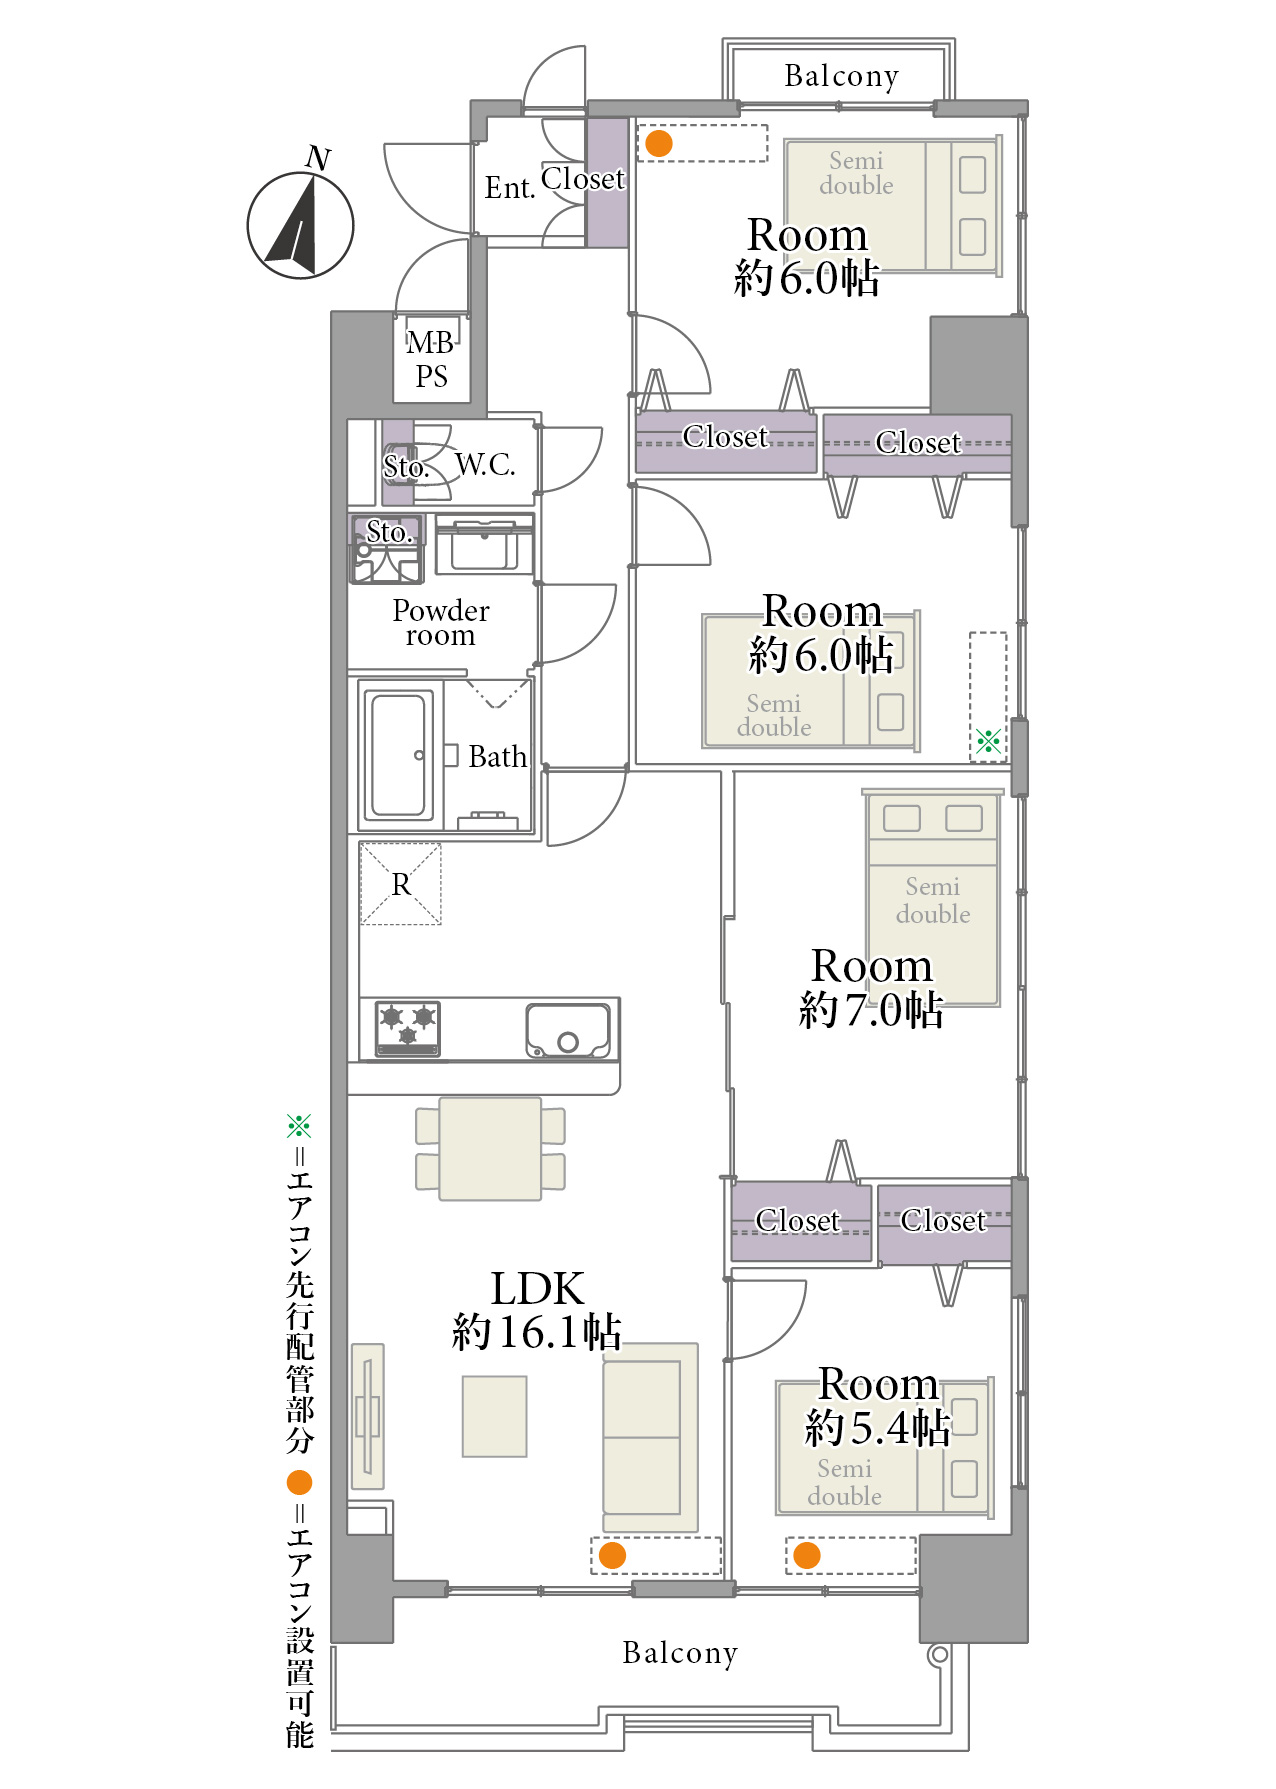 Balcony
N
Ent.
Closet
Semi
double
Room
約6.0帖
MB
PS
Closet
Closet
Sto.
W.C.
Sto.
Powder
room
Room
約6.0帖
Semi
double
※
Bath
R
Semi
double
Room
約7.0帖
Closet
Closet
LDK
約16.1帖
Room
約5.4帖
Semi
double
Balcony
※=エアコン先行配管部分 ●=エアコン設置可能